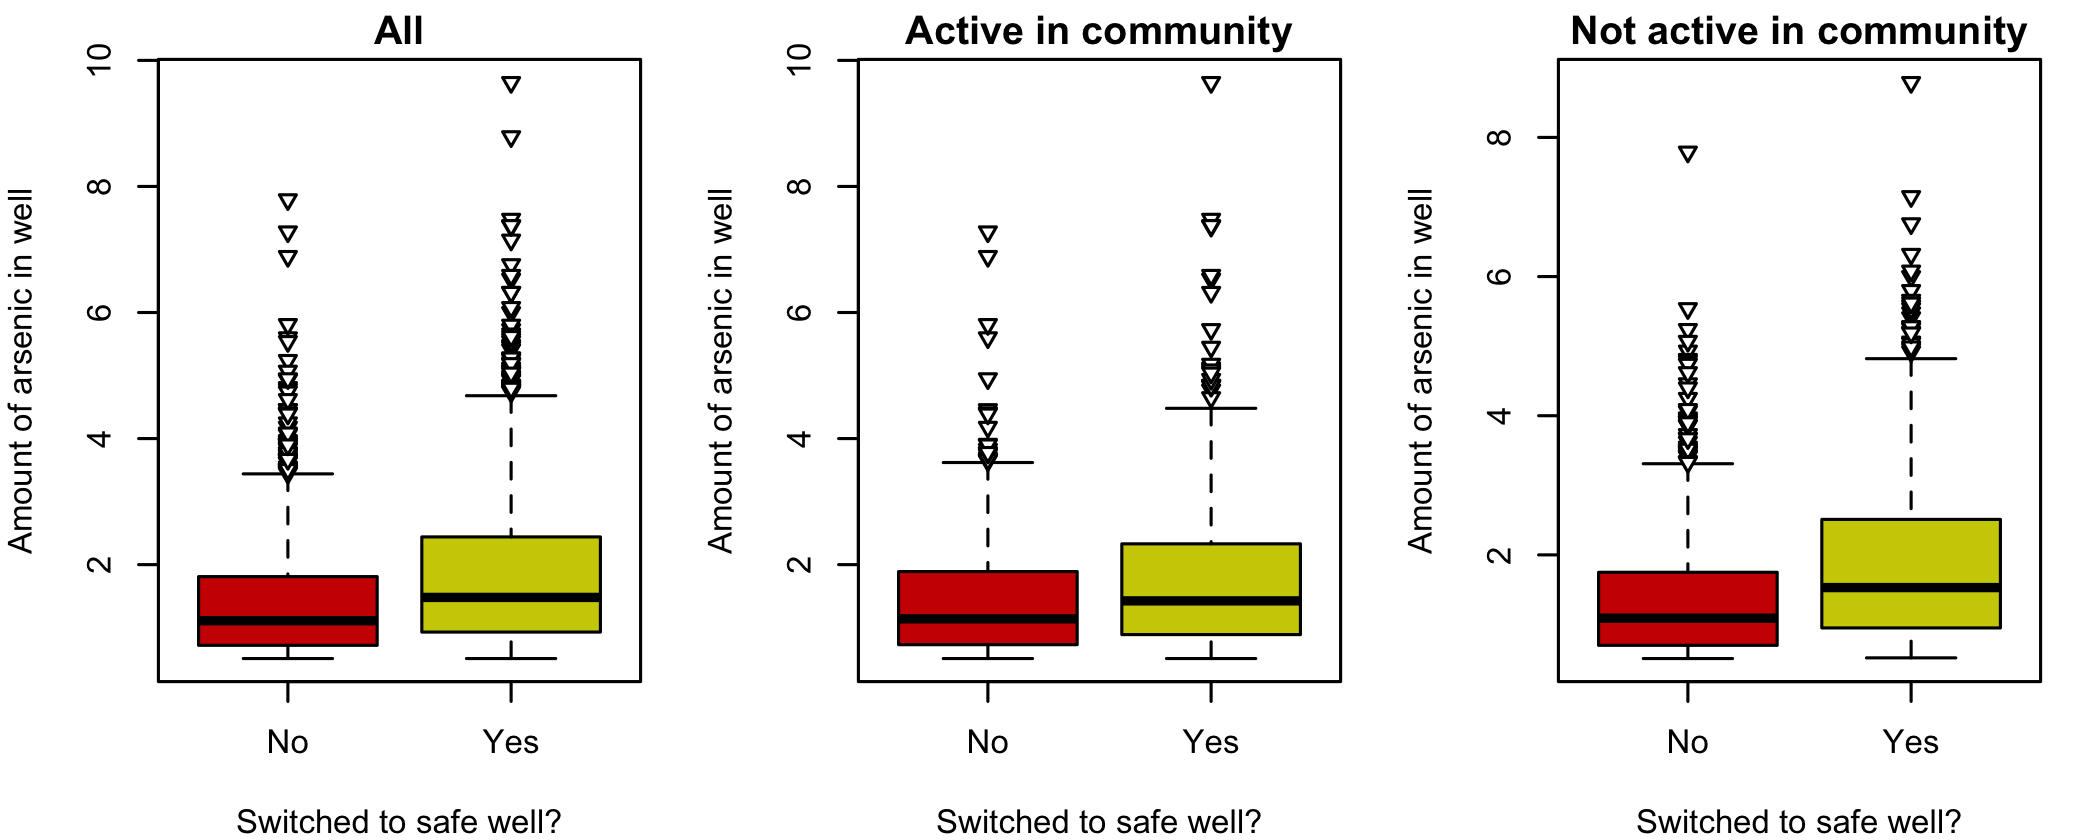 All
Amount of arsenic in well
10
8
6
4
2
No Yes
Switched to safe well?
Active in community
Amount of arsenic in well
10
8
6
4
2
No Yes
Switched to safe well?
Not active in community
Amount of arsenic in well
8
6
4
2
No Yes
Switched to safe well?